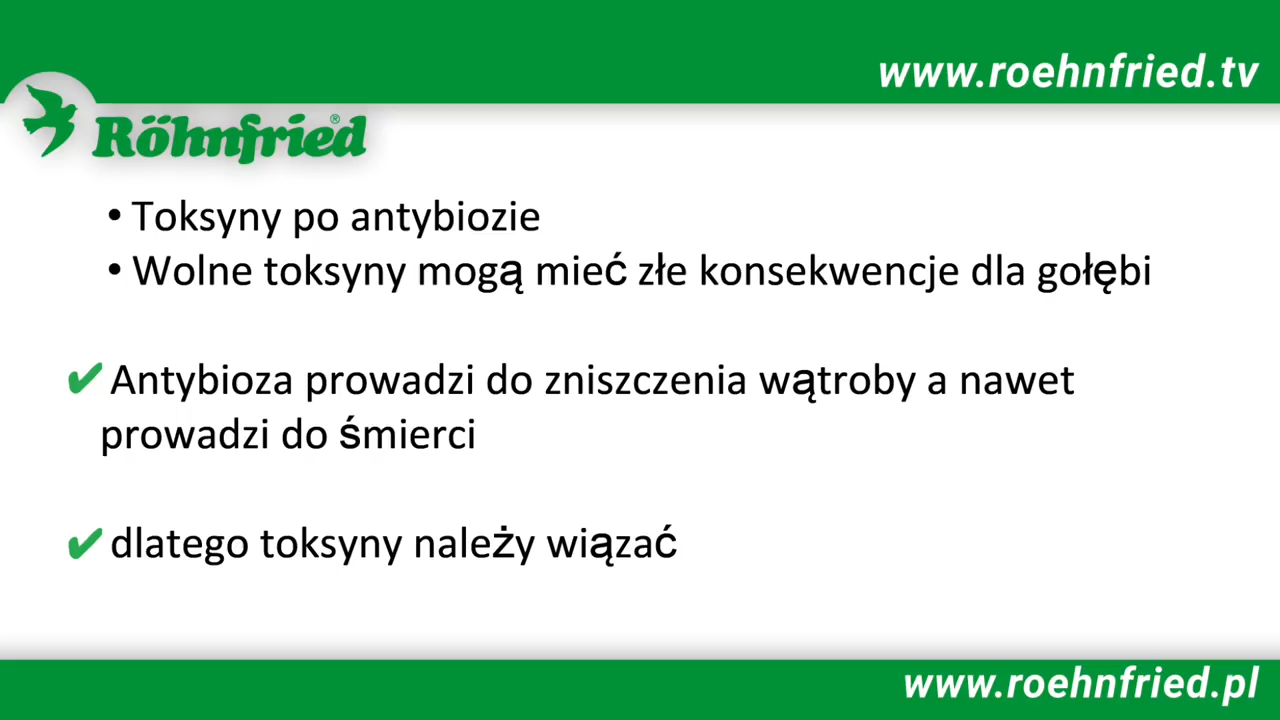 www.roehnfried.tv
Röhnfried®
• Toksyny po antybiozie
• Wolne toksyny mogą mieć złe konsekwencje dla gołębi
✔ Antybioza prowadzi do zniszczenia wątroby a nawet
prowadzi do śmierci
✔ dlatego toksyny należy wiązać
www.roehnfried.pl